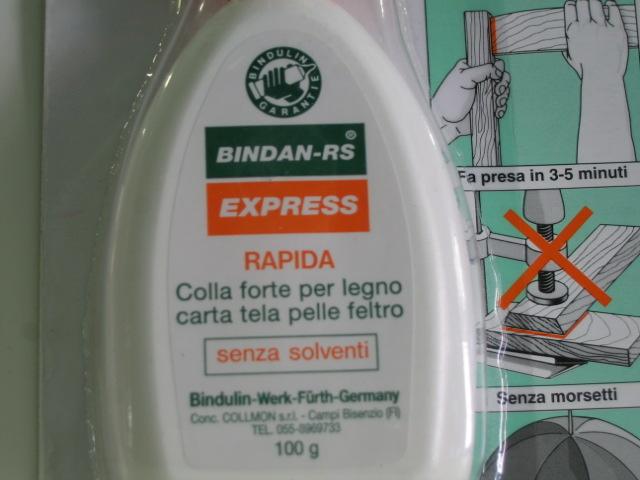 BINDULIN
GARANTIE
BINDAN-RS®
EXPRESS
RAPIDA
Colla forte per legno
carta tela pelle feltro
senza solventi
Bindulin-Werk-Fürth-Germany
Conc. COLLMON s.r.l. - Campi Bisenzio (FI)
TEL. 055-8969733
100 g
Fa presa in 3-5 minuti
Senza morsetti